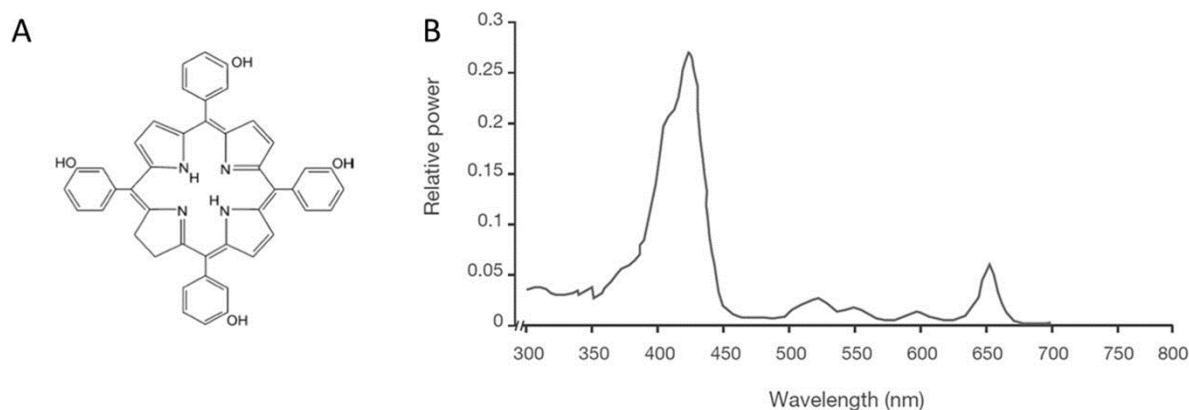 A
OH
HO
OH
N
H
N
N
H
N
OH
B
0.3
0.25
0.2
0.15
0.1
0.05
0
Relative power
300 350 400 450 500 550 600 650 700 750 800
Wavelength (nm)